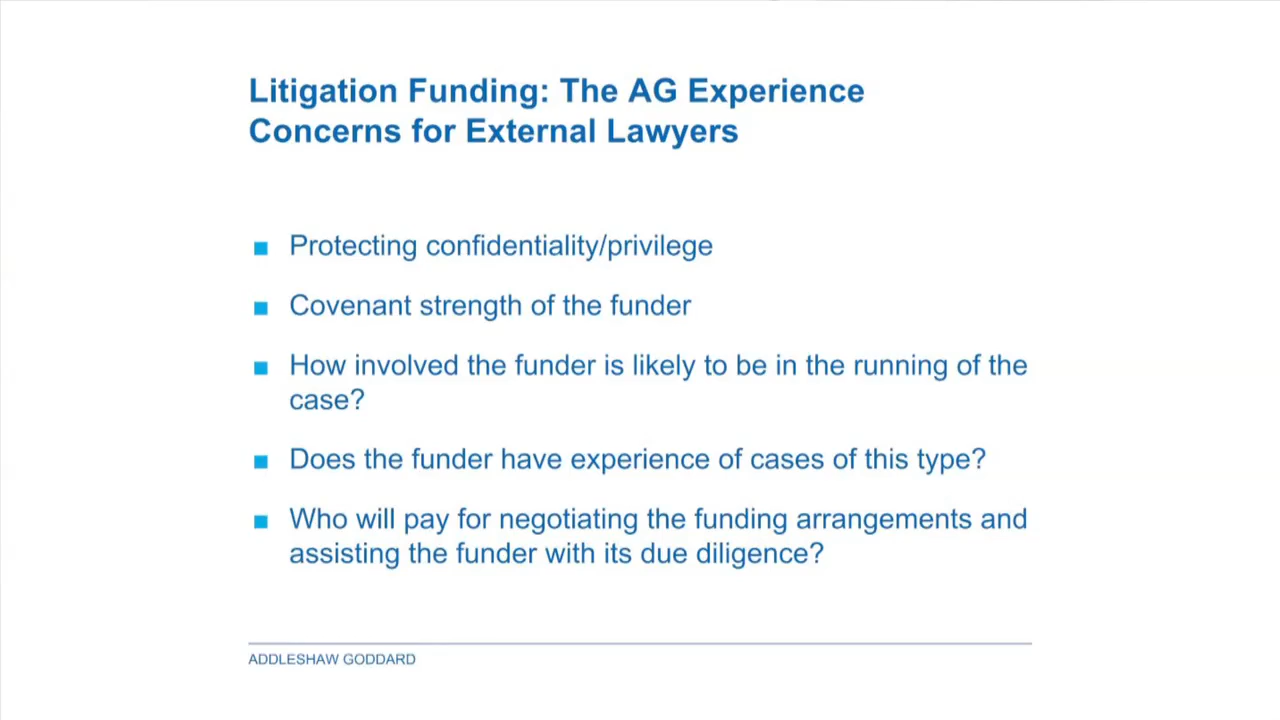 Litigation Funding: The AG Experience
Concerns for External Lawyers
Protecting confidentiality/privilege
Covenant strength of the funder
How involved the funder is likely to be in the running of the
case?
Does the funder have experience of cases of this type?
Who will pay for negotiating the funding arrangements and
assisting the funder with its due diligence?
ADDLESHAW GODDARD